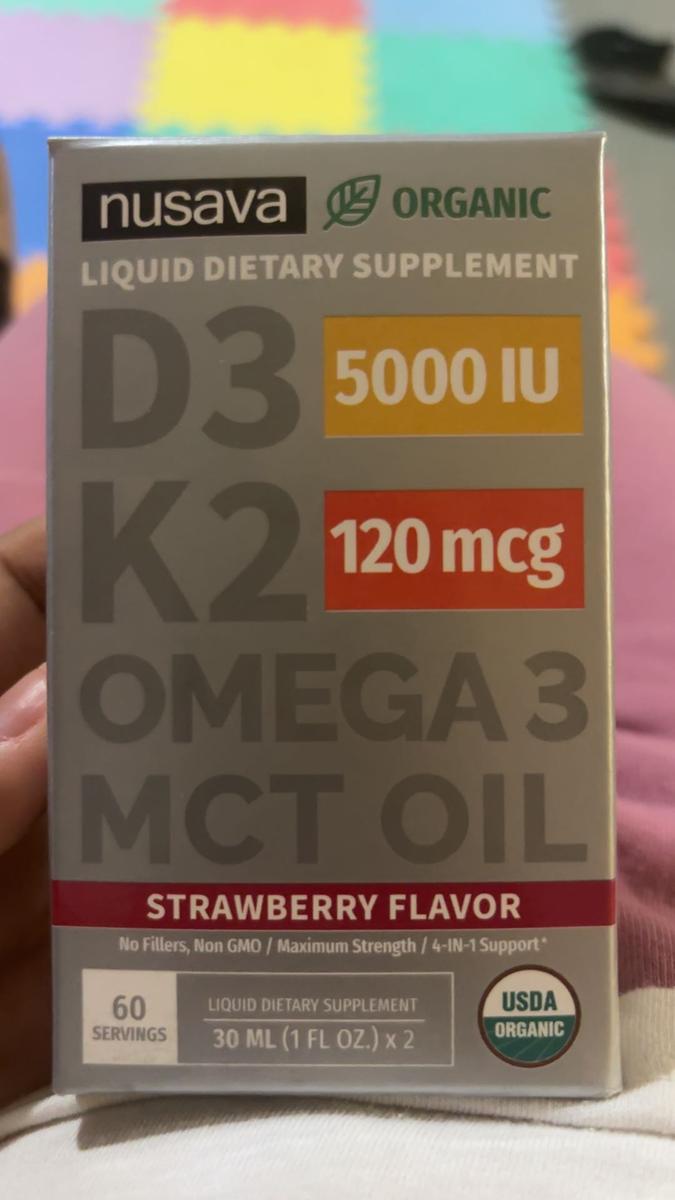 nusava ORGANIC
LIQUID DIETARY SUPPLEMENT
D3 5000 IU
K2 120 mcg
OMEGA 3
MCT OIL
STRAWBERRY FLAVOR
No Fillers, Non GMO / Maximum Strength / 4-IN-1 Support*
60
SERVINGS
LIQUID DIETARY SUPPLEMENT
30 ML (1 FL OZ.) x 2
USDA
ORGANIC